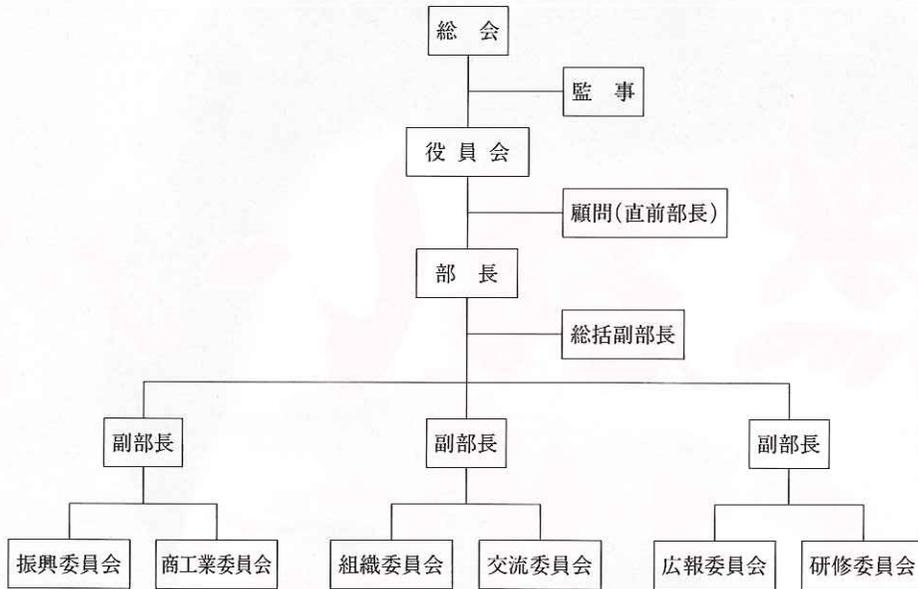 総会
監事
役員会
顧問(直前部長)
部長
総括副部長
副部長
副部長
副部長
振興委員会
商工業委員会
組織委員会
交流委員会
広報委員会
研修委員会